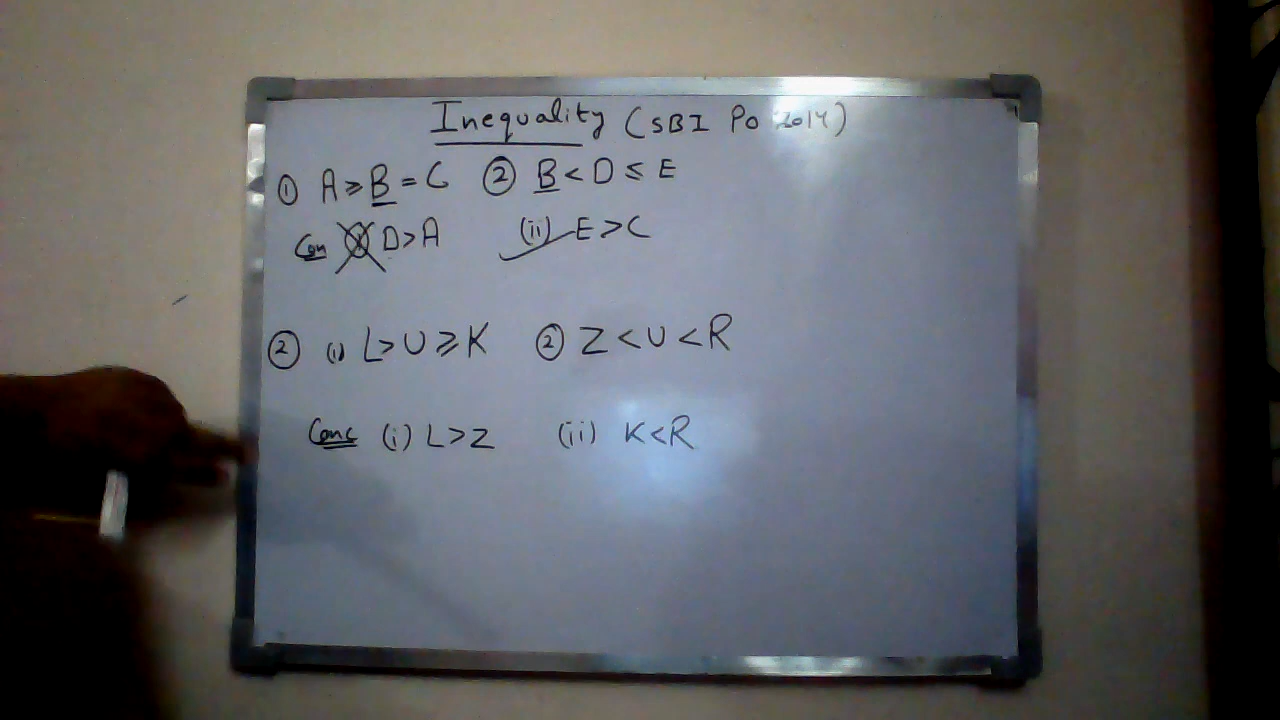 Inequality (SBI PO 2014)
① A ≥ B = C ② B < D ≤ E
Con D > A (ii) E > C
② (i) L > U ≥ K ② Z < U < R
Conc (i) L > Z (ii) K < R